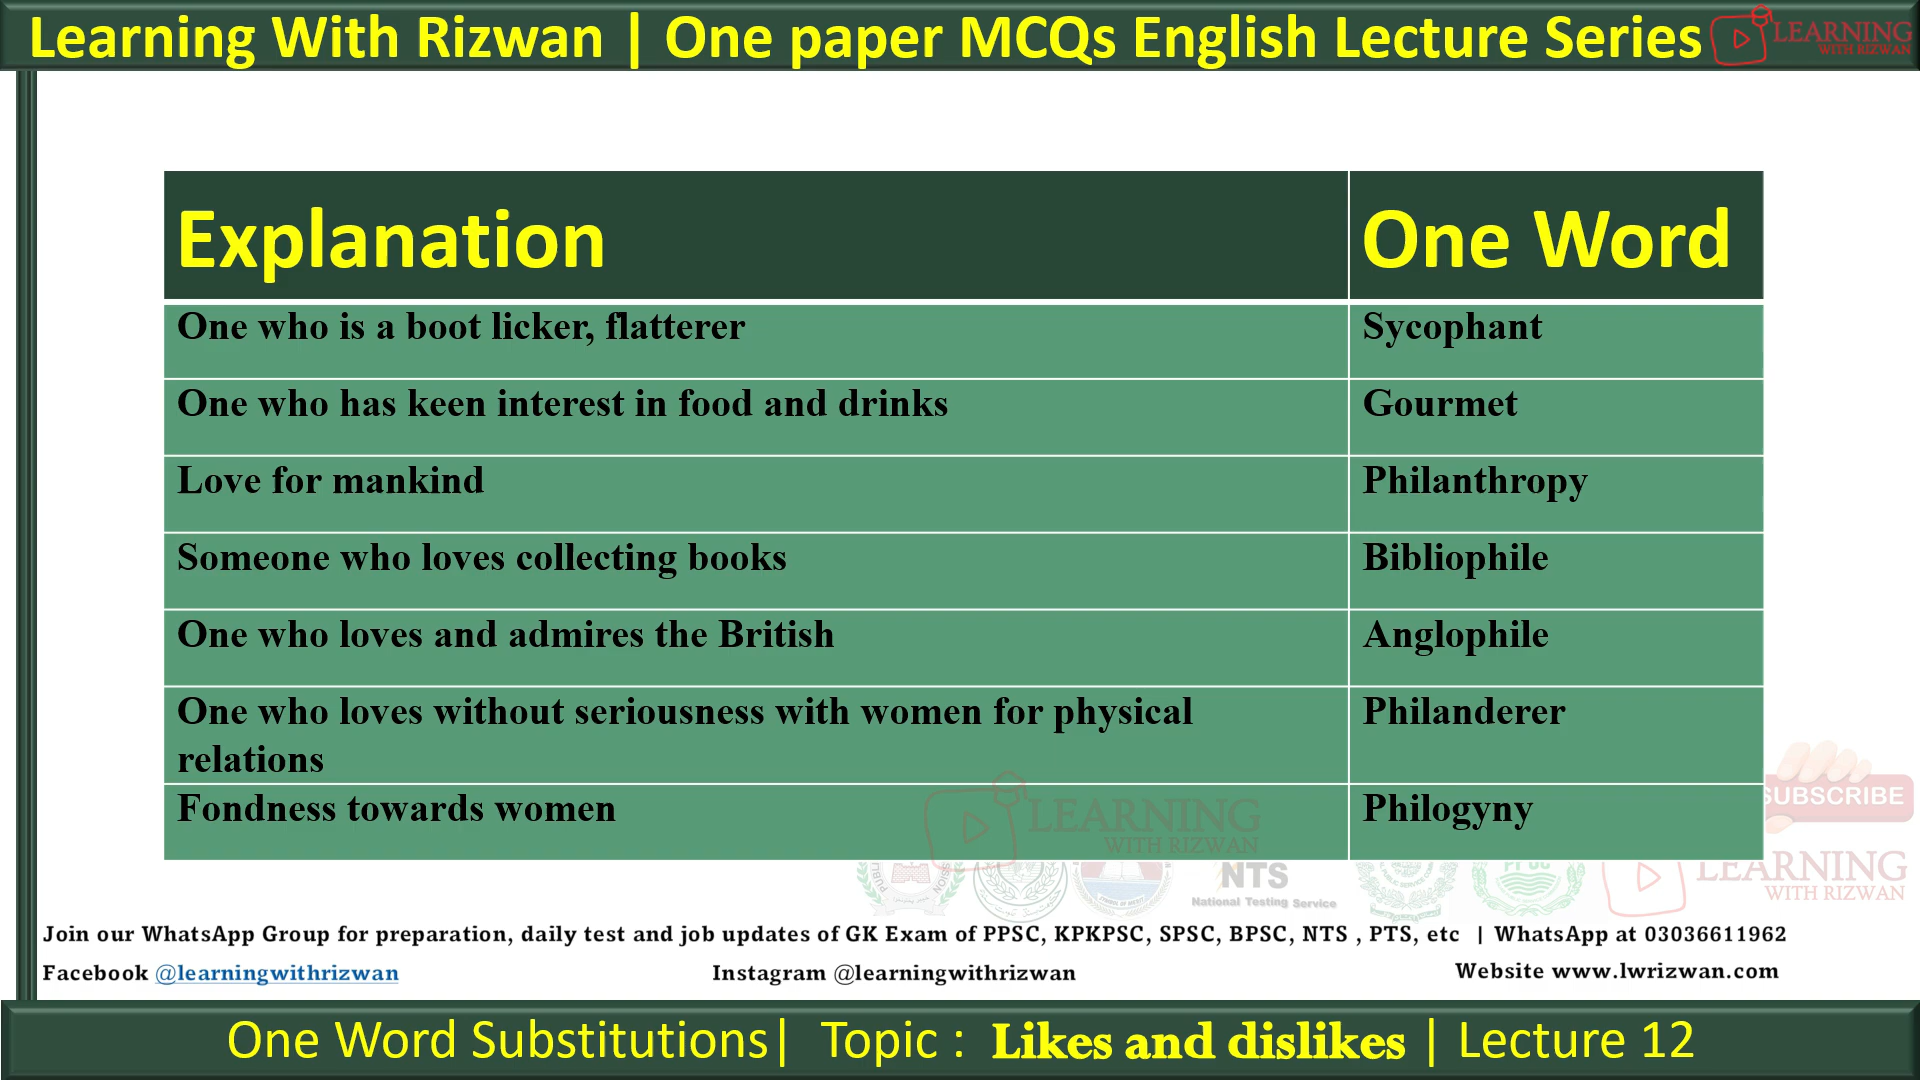 Learning With Rizwan | One paper MCQs English Lecture Series
LEARNING
WITH RIZWAN
Explanation One Word
One who is a boot licker, flatterer Sycophant
One who has keen interest in food and drinks Gourmet
Love for mankind Philanthropy
Someone who loves collecting books Bibliophile
One who loves and admires the British Anglophile
One who loves without seriousness with women for physical Philanderer
relations
Fondness towards women Philogyny
SUBSCRIBE
LEARNING
WITH RIZWAN
NTS
National Testing Service
LEARNING
WITH RIZWAN
Join our WhatsApp Group for preparation, daily test and job updates of GK Exam of PPSC, KPKPSC, SPSC, BPSC, NTS , PTS, etc | WhatsApp at 03036611962
Facebook @learningwithrizwan Instagram @learningwithrizwan Website www.lwrizwan.com
One Word Substitutions| Topic : Likes and dislikes | Lecture 12